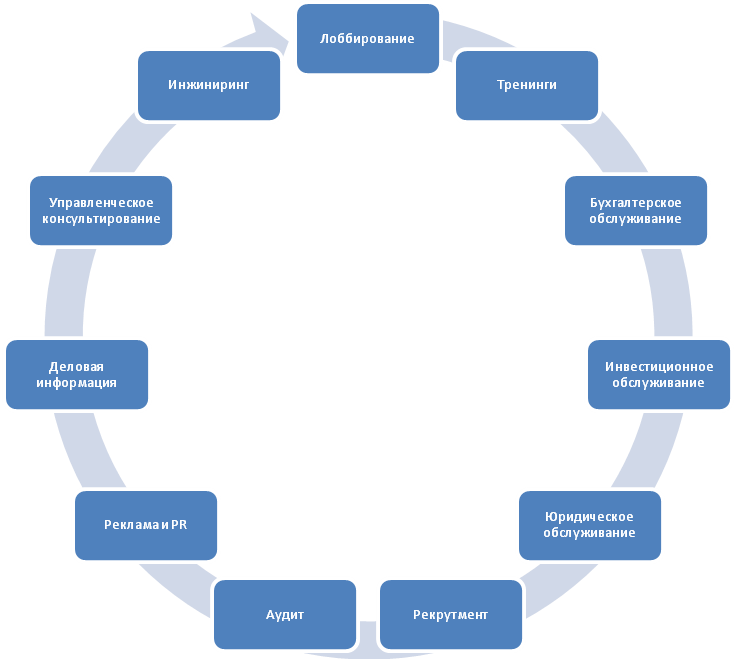 Лоббирование
Тренинги
Бухгалтерское
обслуживание
Инвестиционное
обслуживание
Юридическое
обслуживание
Рекрутмент
Аудит
Реклама и PR
Деловая
информация
Управленческое
консультирование
Инжиниринг